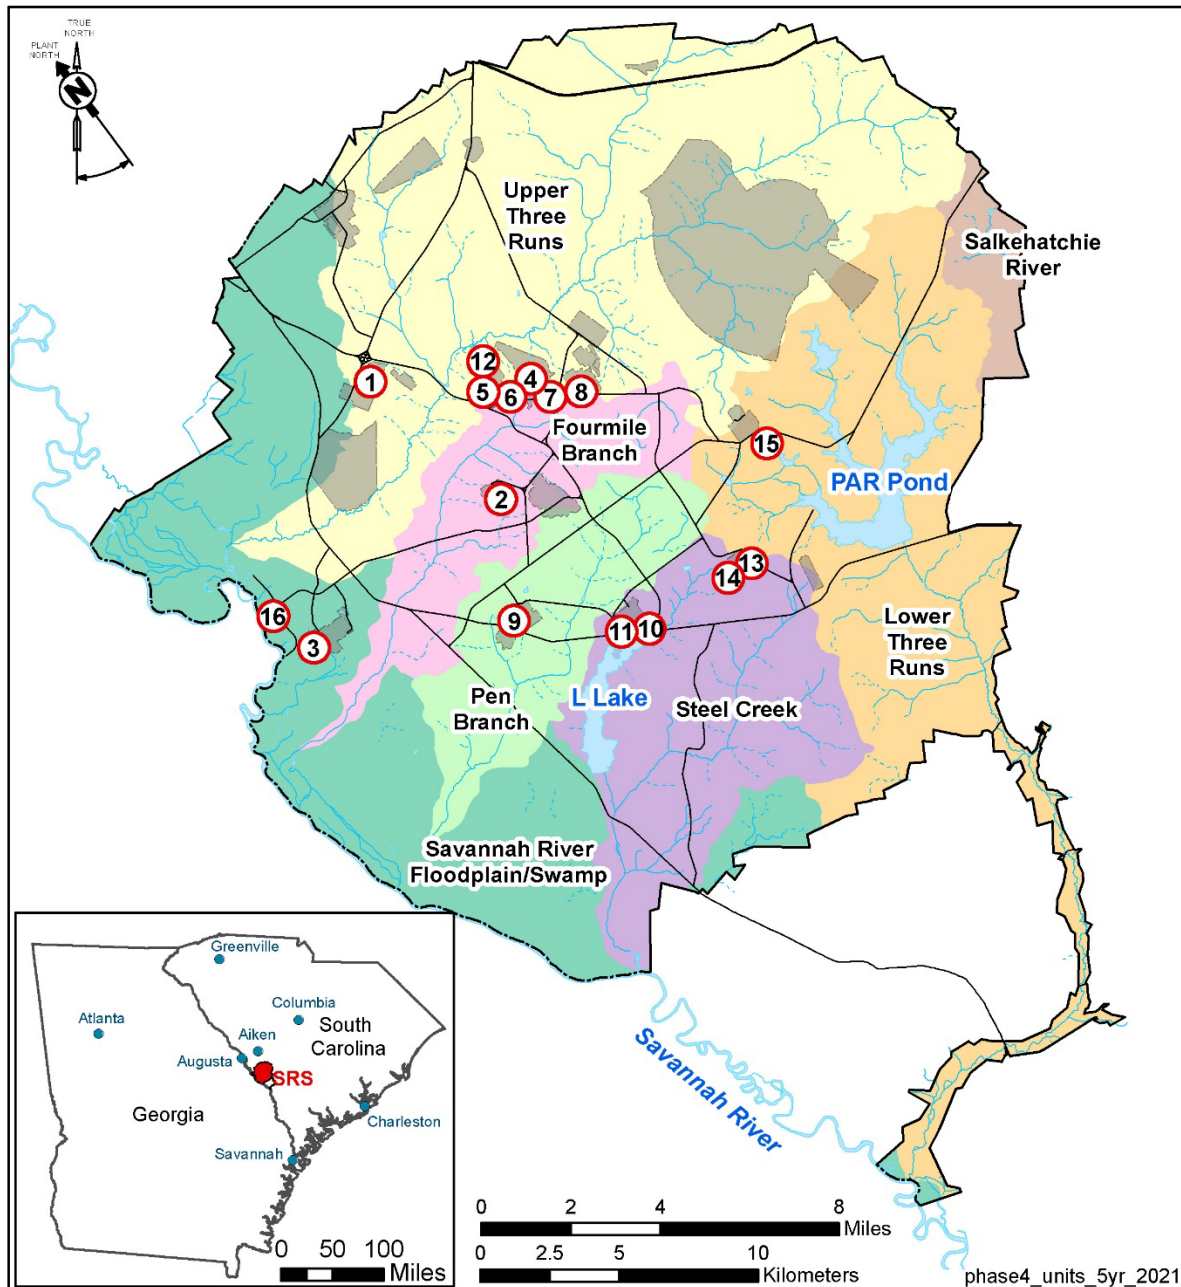 TRUE
NORTH
PLANT
NORTH
N
Upper
Three
Runs
Salkehatchie
River
12
1
5
6
4
7
8
Fourmile
Branch
15
PAR Pond
2
13
14
16
3
9
11
10
Lower
Three
Runs
Pen
Branch
L Lake
Steel Creek
Savannah River
Floodplain/Swamp
Savannah River
Greenville
Atlanta
Columbia
Aiken
South
Carolina
Augusta
SRS
Georgia
Charleston
Savannah
0 50 100
Miles
0 2 4 8
Miles
0 2.5 5 10
Kilometers
phase4_units_5yr_2021